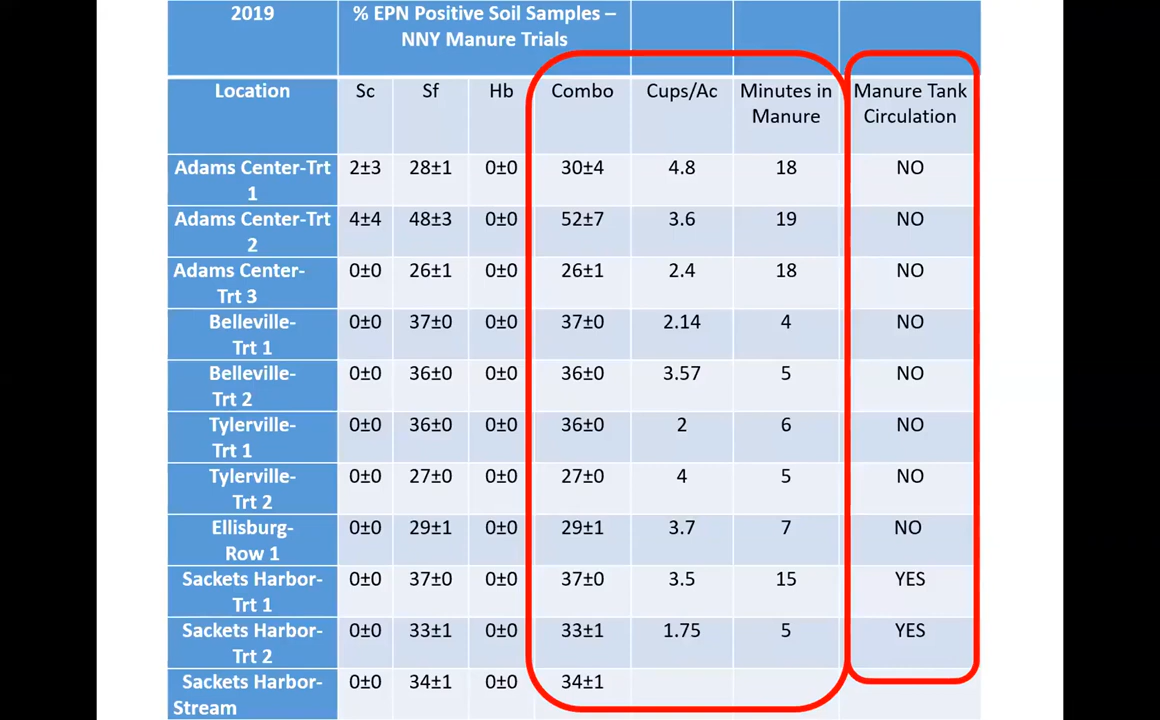 2019 % EPN Positive Soil Samples –
NNY Manure Trials
Location Sc Sf Hb Combo Cups/Ac Minutes in Manure Tank
Manure Circulation
Adams Center-Trt 2±3 28±1 0±0 30±4 4.8 18 NO
1
Adams Center-Trt 4±4 48±3 0±0 52±7 3.6 19 NO
2
Adams Center- 0±0 26±1 0±0 26±1 2.4 18 NO
Trt 3
Belleville- 0±0 37±0 0±0 37±0 2.14 4 NO
Trt 1
Belleville- 0±0 36±0 0±0 36±0 3.57 5 NO
Trt 2
Tylerville- 0±0 36±0 0±0 36±0 2 6 NO
Trt 1
Tylerville- 0±0 27±0 0±0 27±0 4 5 NO
Trt 2
Ellisburg- 0±0 29±1 0±0 29±1 3.7 7 NO
Row 1
Sackets Harbor- 0±0 37±0 0±0 37±0 3.5 15 YES
Trt 1
Sackets Harbor- 0±0 33±1 0±0 33±1 1.75 5 YES
Trt 2
Sackets Harbor- 0±0 34±1 0±0 34±1
Stream